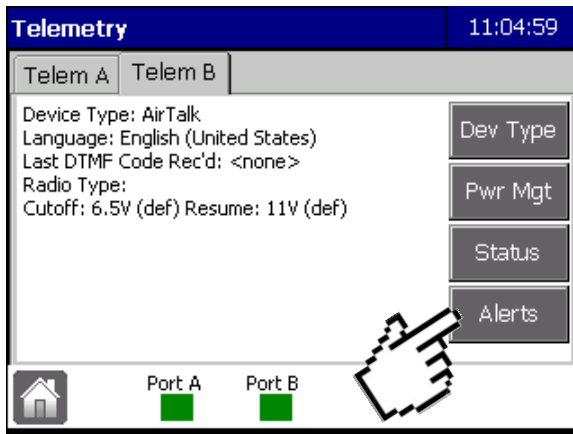 Telemetry 11:04:59
Telem A Telem B
Device Type: AirTalk
Language: English (United States)
Last DTMF Code Rec'd: <none>
Radio Type:
Cutoff: 6.5V (def) Resume: 11V (def)
Dev Type
Pwr Mgt
Status
Alerts
Port A Port B